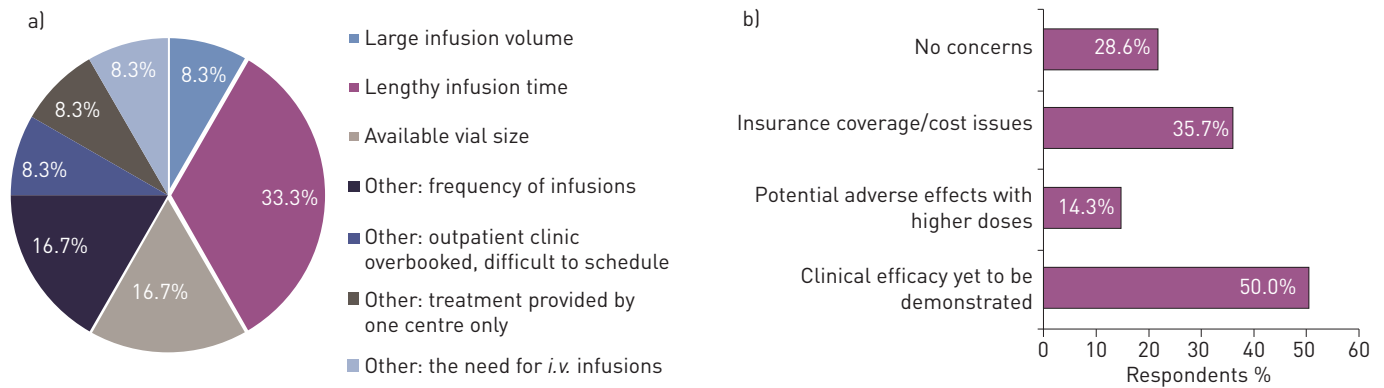 a)
8.3%
8.3%
33.3%
8.3%
8.3%
16.7%
16.7%
Large infusion volume
Lengthy infusion time
Available vial size
Other: frequency of infusions
Other: outpatient clinic
overbooked, difficult to schedule
Other: treatment provided by
one centre only
Other: the need for i.v. infusions
b)
No concerns
28.6%
Insurance coverage/cost issues
35.7%
Potential adverse effects with
higher doses
14.3%
Clinical efficacy yet to be
demonstrated
50.0%
0 10 20 30 40 50 60
Respondents %